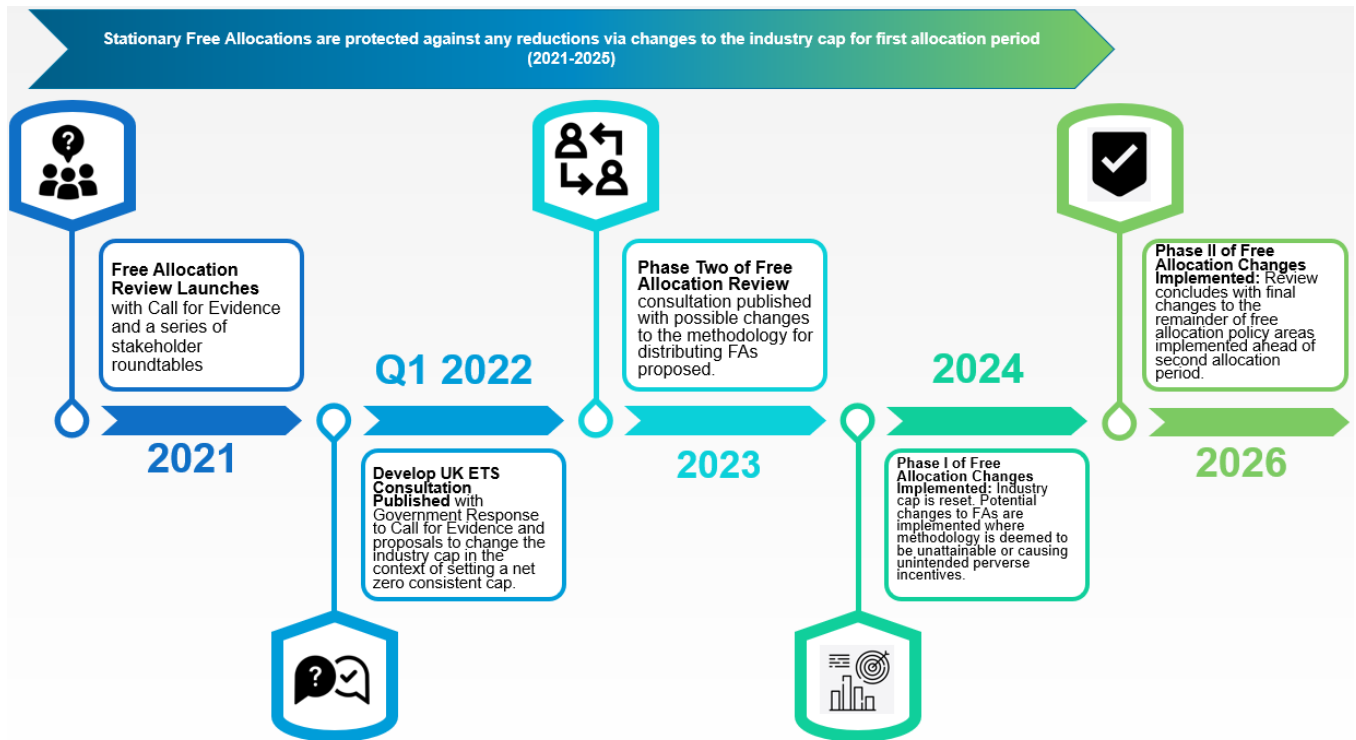 Stationary Free Allocations are protected against any reductions via changes to the industry cap for first allocation period
(2021-2025)
?
Free Allocation
Review Launches
with Call for Evidence
and a series of
stakeholder
roundtables
2021
Q1 2022
Develop UK ETS
Consultation
Published with
Government Response
to Call for Evidence and
proposals to change the
industry cap in the
context of setting a net
zero consistent cap.
?
Phase Two of Free
Allocation Review
consultation published
with possible changes
to the methodology for
distributing FAs
proposed.
2023
2024
Phase I of Free
Allocation Changes
Implemented: Industry
cap is reset. Potential
changes to FAs are
implemented where
methodology is deemed to
be unattainable or causing
unintended perverse
incentives.
Phase II of Free
Allocation Changes
Implemented: Review
concludes with final
changes to the
remainder of free
allocation policy areas
implemented ahead of
second allocation
period.
2026